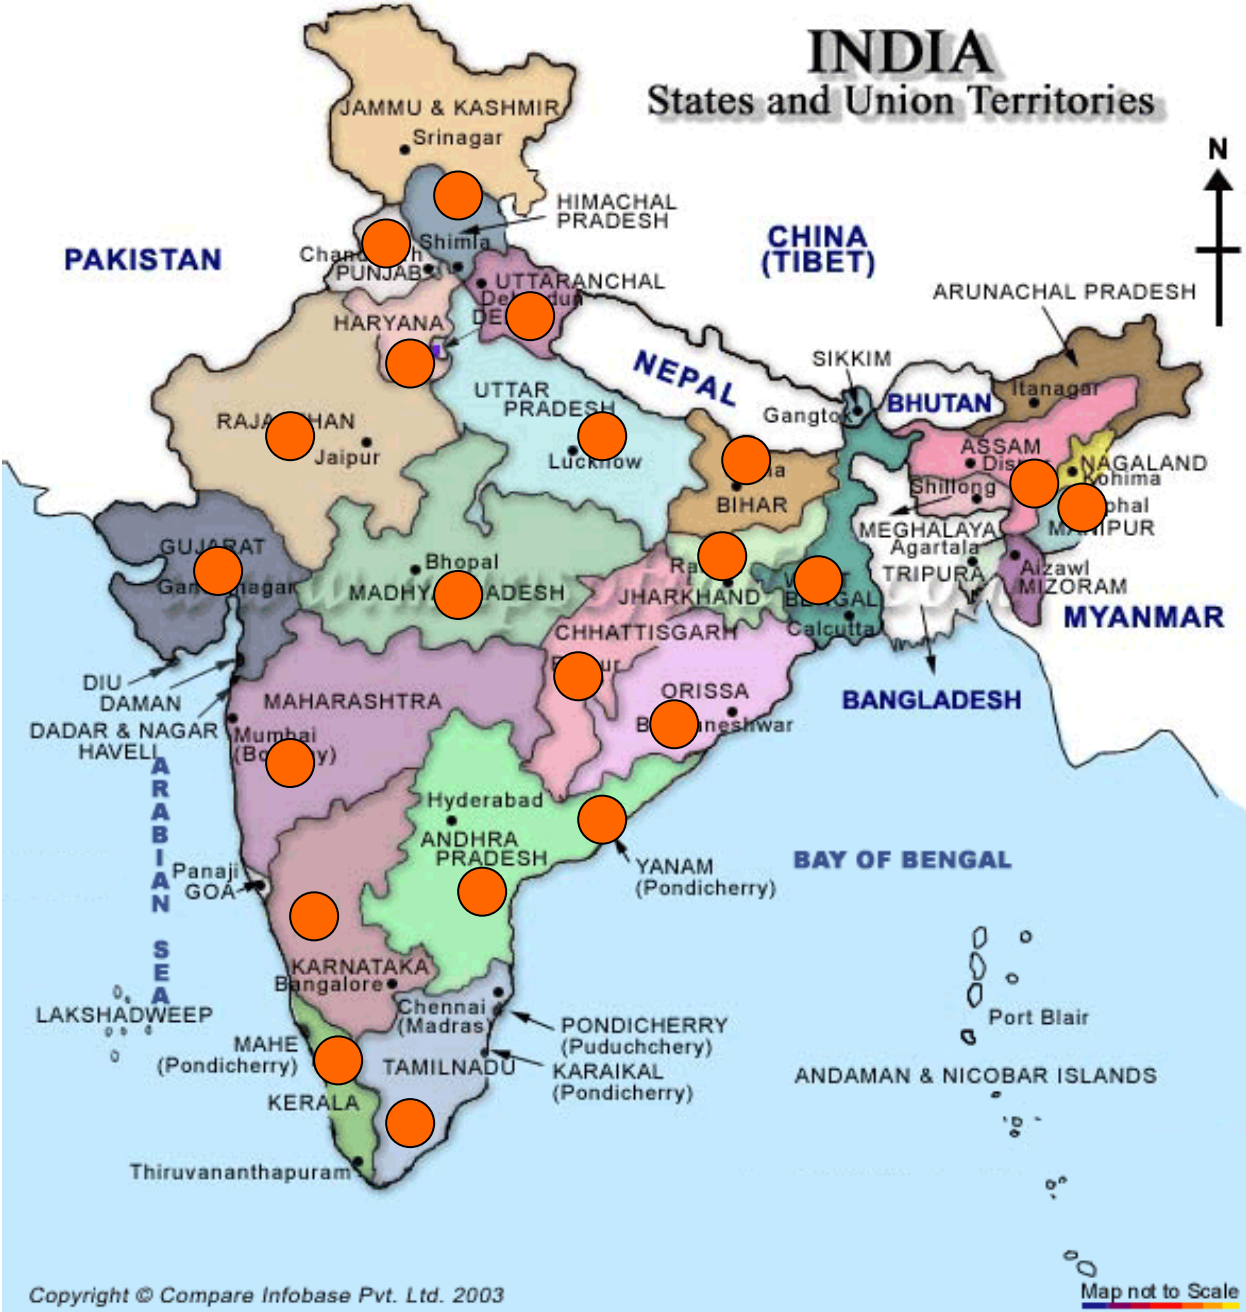 INDIA
States and Union Territories
N
JAMMU & KASHMIR
Srinagar
HIMACHAL
PRADESH
Shimla
PAKISTAN
CHINA
(TIBET)
PUNJAB
UTTARANCHAL
HARYANA
ARUNACHAL PRADESH
NEPAL
SIKKIM
Gangtok
BHUTAN
Itanagar
UTTAR
PRADESH
Lucknow
Jaipur
ASSAM
NAGALAND
Kohima
Shillong
MANIPUR
MEGHALAYA
Agartala
TRIPURA
Aizawl
MIZORAM
MYANMAR
BIHAR
GUJARAT
Bhopal
JHARKHAND
BENGAL
Calcutta
CHHATTISGARH
BANGLADESH
DIU
DAMAN
DADAR & NAGAR
HAVELI
MAHARASHTRA
Mumbai
ORISSA
ARABIAN SEA
Hyderabad
ANDHRA
PRADESH
YANAM
(Pondicherry)
BAY OF BENGAL
Panaji
GOA
KARNATAKA
Bangalore
LAKSHADWEEP
Chennai
(Madras)
PONDICHERRY
(Puduchchery)
Port Blair
MAHE
(Pondicherry)
TAMILNADU
KARAIKAL
(Pondicherry)
ANDAMAN & NICOBAR ISLANDS
KERALA
Thiruvananthapuram
Copyright © Compare Infobase Pvt. Ltd. 2003
Map not to Scale